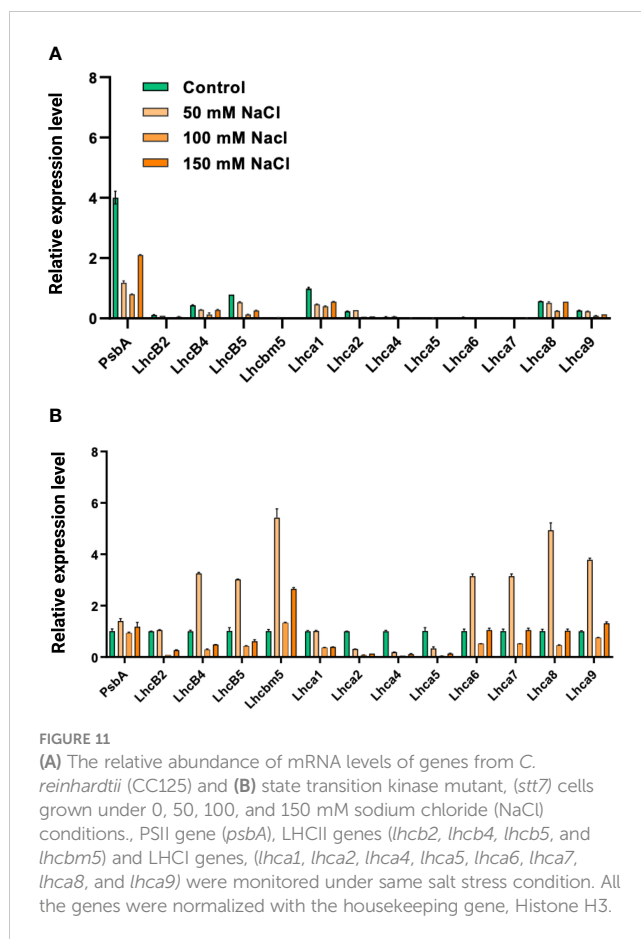 A
Relative expression level
8
6
4
2
0
Control
50 mM NaCl
100 mM Nacl
150 mM NaCl
PsbA LhcB2 LhcB4 LhcB5 Lhcbm5 Lhca1 Lhca2 Lhca4 Lhca5 Lhca6 Lhca7 Lhca8 Lhca9
B
Relative expression level
8
6
4
2
0
PsbA LhcB2 LhcB4 LhcB5 Lhcbm5 Lhca1 Lhca2 Lhca4 Lhca5 Lhca6 Lhca7 Lhca8 Lhca9
FIGURE 11
(A) The relative abundance of mRNA levels of genes from C.
reinhardtii (CC125) and (B) state transition kinase mutant, (stt7) cells
grown under 0, 50, 100, and 150 mM sodium chloride (NaCl)
conditions., PSII gene (psbA), LHCII genes (lhcb2, lhcb4, lhcb5, and
lhcbm5) and LHCI genes, (lhca1, lhca2, lhca4, lhca5, lhca6, lhca7,
lhca8, and lhca9) were monitored under same salt stress condition. All
the genes were normalized with the housekeeping gene, Histone H3.